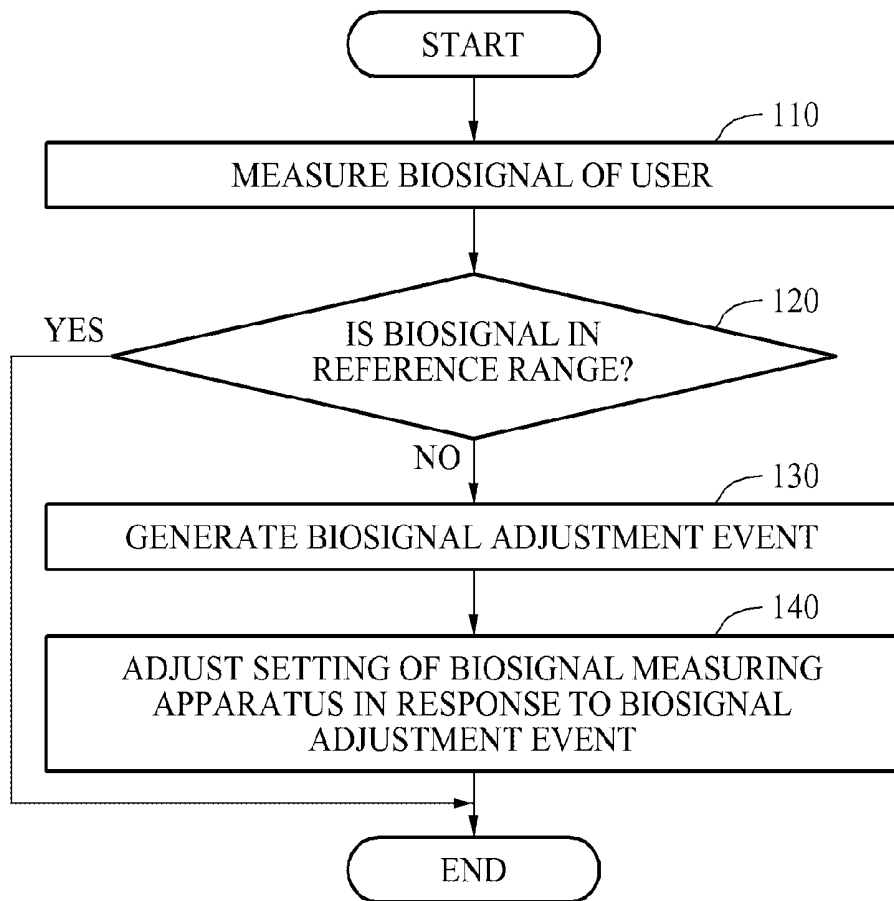 START
110
MEASURE BIOSIGNAL OF USER
120
YES
IS BIOSIGNAL IN
REFERENCE RANGE?
NO
130
GENERATE BIOSIGNAL ADJUSTMENT EVENT
140
ADJUST SETTING OF BIOSIGNAL MEASURING
APPARATUS IN RESPONSE TO BIOSIGNAL
ADJUSTMENT EVENT
END